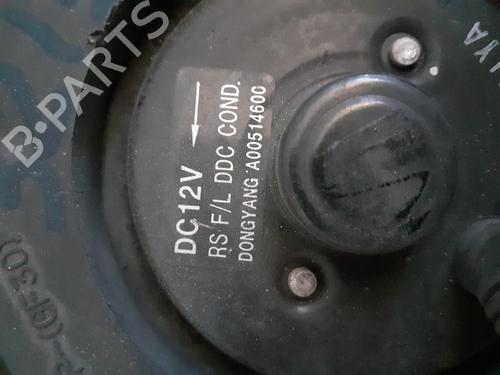 B-PARTS
DC12V ←
RS F/L DDC COND.
DONGYANG A00514600